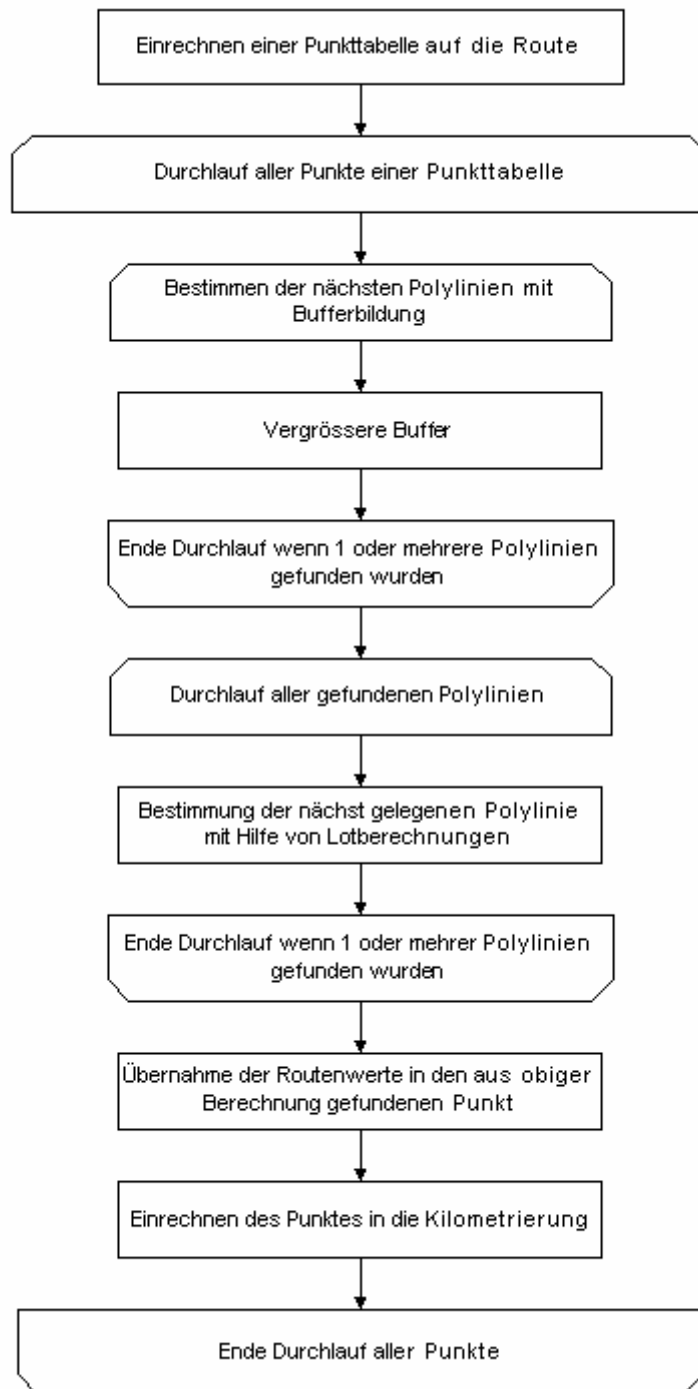 Einrechnen einer Punkttabelle auf die Route
Durchlauf aller Punkte einer Punkttabelle
Bestimmen der nächsten Polylinien mit
Bufferbildung
Vergrössere Buffer
Ende Durchlauf wenn 1 oder mehrere Polylinien
gefunden wurden
Durchlauf aller gefundenen Polylinien
Bestimmung der nächst gelegenen Polylinie
mit Hilfe von Lotberechnungen
Ende Durchlauf wenn 1 oder mehrer Polylinien
gefunden wurden
Übernahme der Routenwerte in den aus obiger
Berechnung gefundenen Punkt
Einrechnen des Punktes in die Kilometrierung
Ende Durchlauf aller Punkte